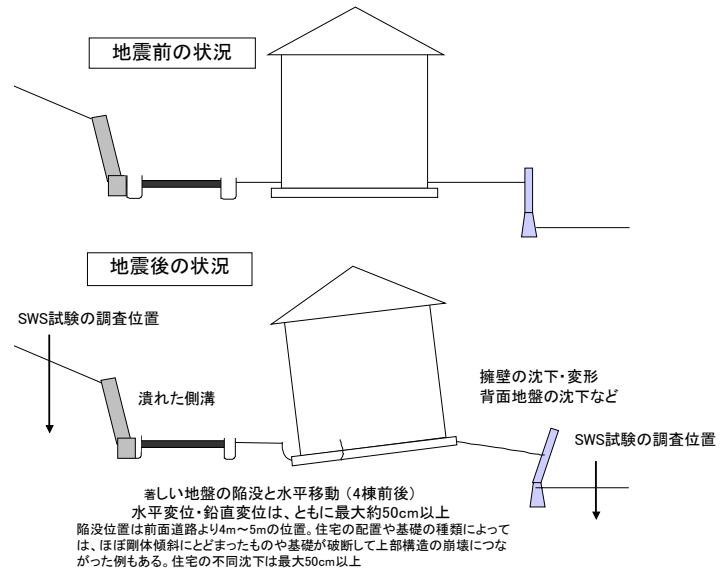 地震前の状況
地震後の状況
SWS試験の調査位置
潰れた側溝
擁壁の沈下・変形
背面地盤の沈下など
SWS試験の調査位置
著しい地盤の陥没と水平移動（4棟前後）
水平変位・鉛直変位は、ともに最大約50cm以上
陥没位置は前面道路より4m～5mの位置。住宅の配置や基礎の種類によって
は、ほぼ剛体傾斜にとどまったものや基礎が破断して上部構造の崩壊につな
がった例もある。住宅の不同沈下は最大50cm以上